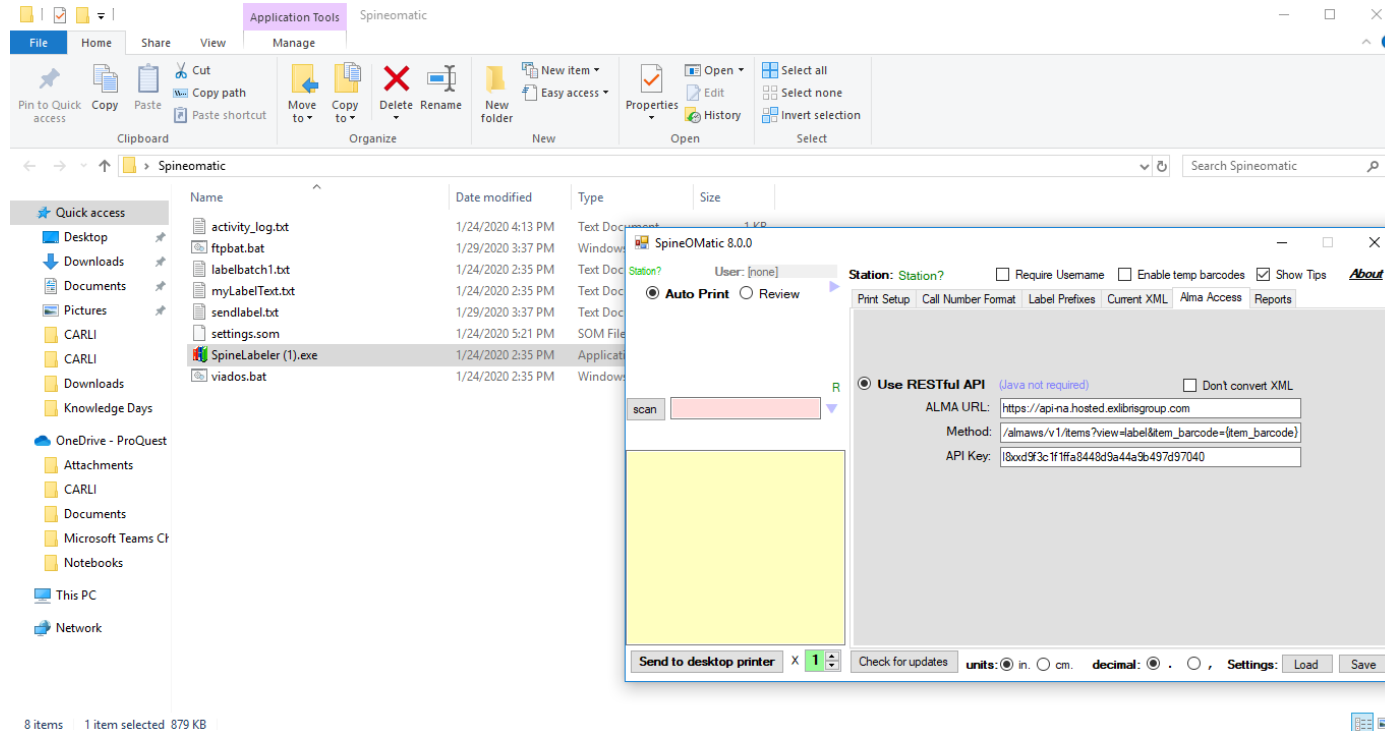 Application Tools Spineomatic
File Home Share View Manage
Pin to Quick access
Copy
Paste
Cut
Copy path
Paste shortcut
Clipboard
Move to
Copy to
Delete
Rename
Organize
New folder
New item
Easy access
New
Properties
Open
Edit
History
Open
Select all
Select none
Invert selection
Select
Spineomatic
Search Spineomatic
Quick access
Desktop
Downloads
Documents
Pictures
CARLI
CARLI
Downloads
Knowledge Days
OneDrive - ProQuest
Attachments
CARLI
Documents
Microsoft Teams Ch
Notebooks
This PC
Network
Name Date modified Type Size
activity_log.txt 1/24/2020 4:13 PM Text Document 1 KB
ftpbat.bat 1/29/2020 3:37 PM Windows
labelbatch1.txt 1/24/2020 2:35 PM Text Doc
myLabelText.txt 1/24/2020 2:35 PM Text Doc
sendlabel.txt 1/29/2020 3:37 PM Text Doc
settings.som 1/24/2020 5:21 PM SOM File
SpineLabeler (1).exe 1/24/2020 2:35 PM Applicati
viados.bat 1/24/2020 2:35 PM Windows
SpineOMatic 8.0.0
Station? User: [none]
Auto Print Review
R
scan
Send to desktop printer X 1
Station: Station? Require Username Enable temp barcodes Show Tips About
Print Setup Call Number Format Label Prefixes Current XML Alma Access Reports
Use RESTful API (Java not required) Don't convert XML
ALMA URL: https://api-na.hosted.exlibrisgroup.com
Method: /almaws/v1/items?view=label&item_barcode={item_barcode}
API Key: l8xxd9f3c1f1ffa8448d9a44a9b497d97040
Check for updates units: in. cm. decimal: . , Settings: Load Save
8 items 1 item selected 879 KB